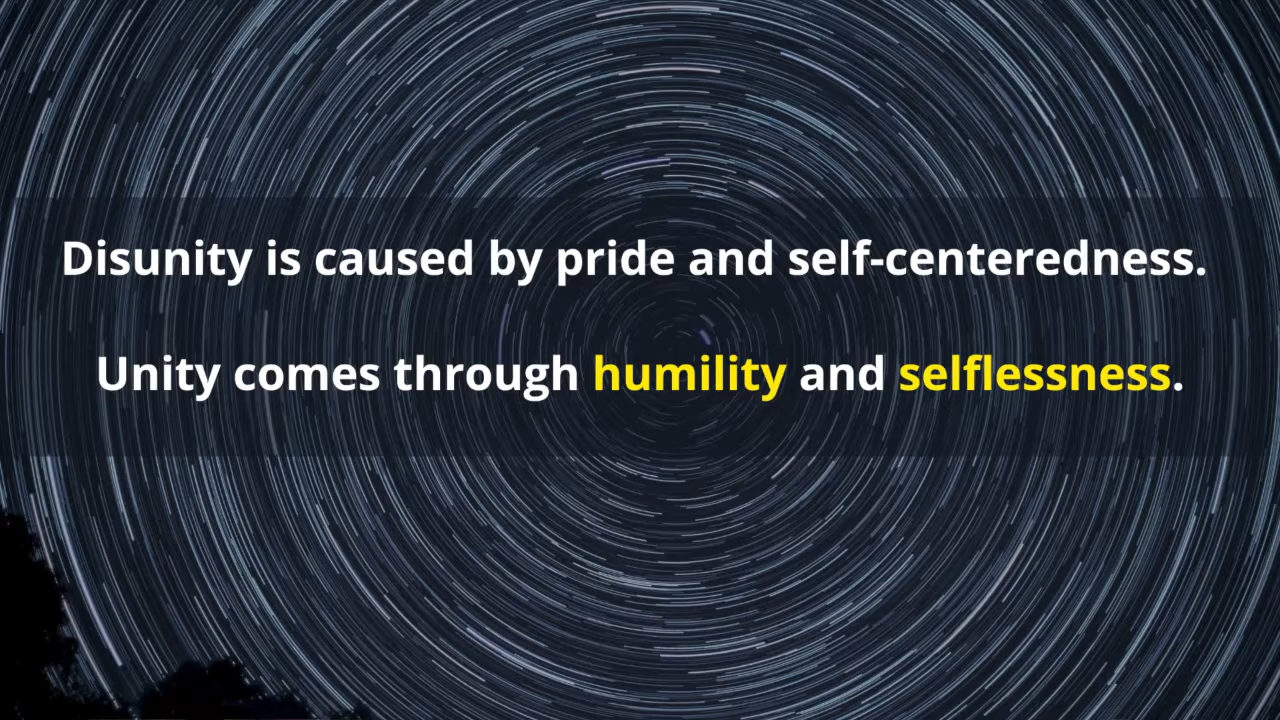 Disunity is caused by pride and self-centeredness.
Unity comes through humility and selflessness.